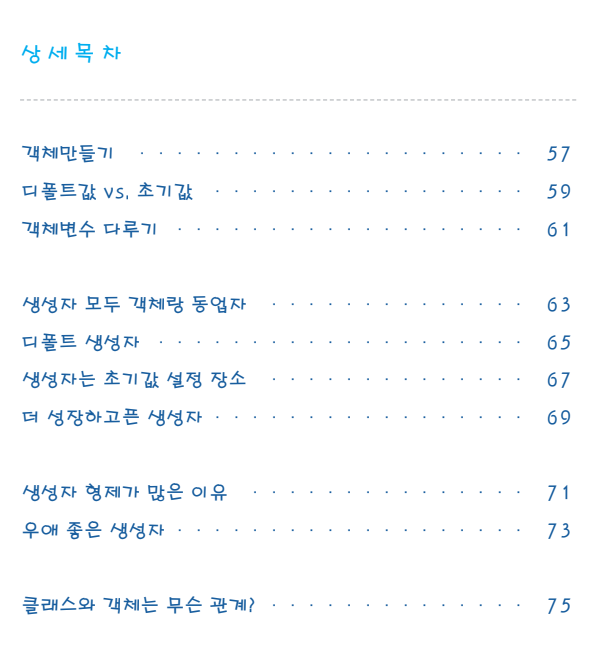 상세목차
객체만들기 · · · · · · · · · · · · · · · · · · · · · 57
디폴트값 vs. 초기값 · · · · · · · · · · · · · · · · · 59
객체변수 다루기 · · · · · · · · · · · · · · · · · · · 61
생성자 모두 객체랑 동업자 · · · · · · · · · · · · · · 63
디폴트 생성자 · · · · · · · · · · · · · · · · · · · · 65
생성자는 초기값 설정 장소 · · · · · · · · · · · · · · 67
더 성장하고픈 생성자 · · · · · · · · · · · · · · · · · 69
생성자 형제가 많은 이유 · · · · · · · · · · · · · · · 71
우애 좋은 생성자 · · · · · · · · · · · · · · · · · · · 73
클래스와 객체는 무슨 관계? · · · · · · · · · · · · · · 75